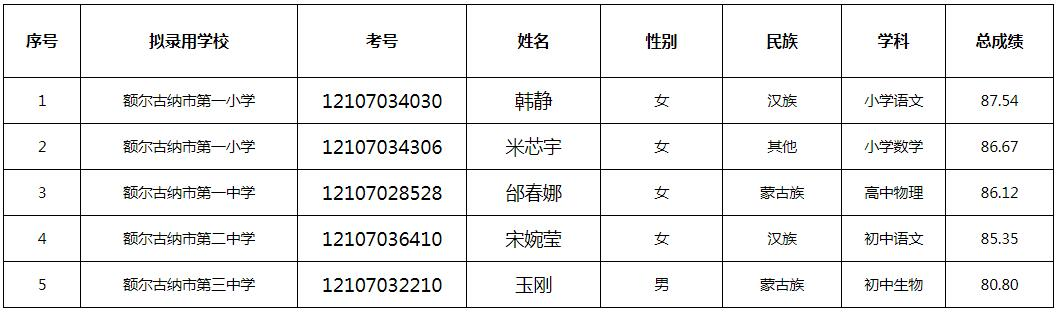 序号 拟录用学校 考号 姓名 性别 民族 学科 总成绩
1 额尔古纳市第一小学 12107034030 韩静 女 汉族 小学语文 87.54
2 额尔古纳市第一小学 12107034306 米芯宇 女 其他 小学数学 86.67
3 额尔古纳市第一中学 12107028528 邰春娜 女 蒙古族 高中物理 86.12
4 额尔古纳市第二中学 12107036410 宋婉莹 女 汉族 初中语文 85.35
5 额尔古纳市第三中学 12107032210 玉刚 男 蒙古族 初中生物 80.80